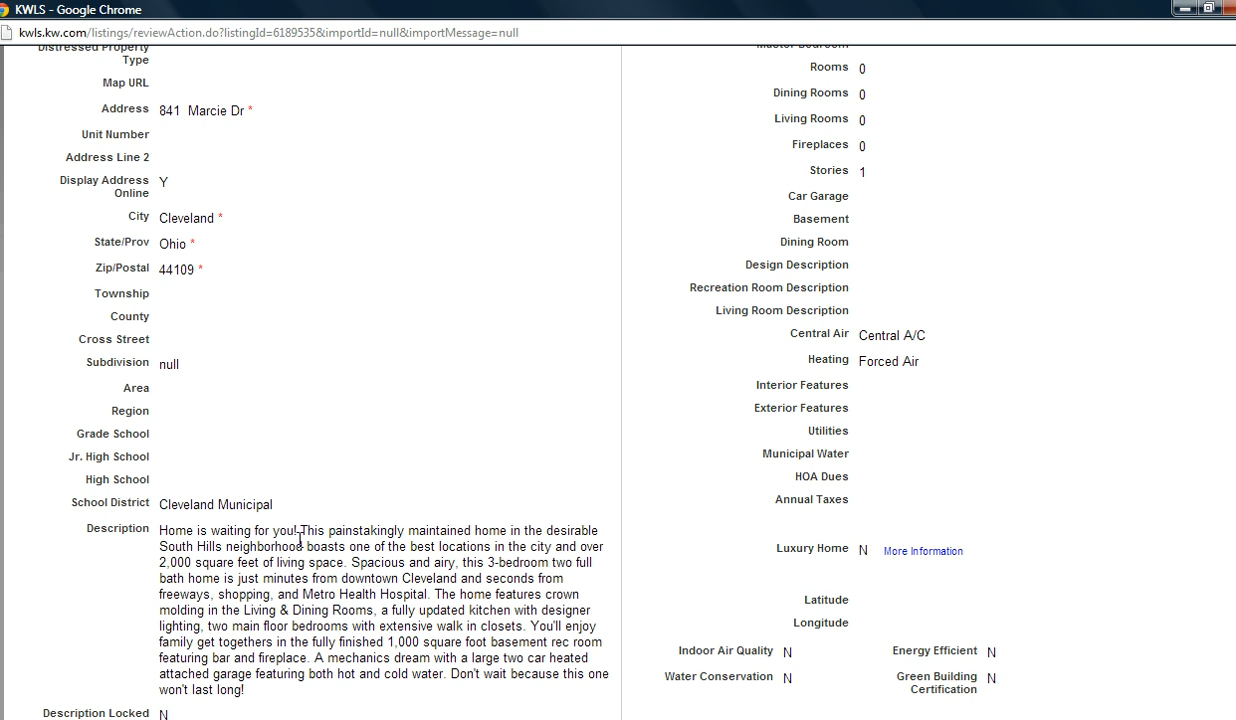 KWLS - Google Chrome
kwls.kw.com/listings/reviewAction.do?listingId=6189535&importId=null&importMessage=null
Distressed Property
Type
Map URL
Address 841 Marcie Dr *
Unit Number
Address Line 2
Display Address
Online Y
City Cleveland *
State/Prov Ohio *
Zip/Postal 44109 *
Township
County
Cross Street
Subdivision null
Area
Region
Grade School
Jr. High School
High School
School District Cleveland Municipal
Description Home is waiting for you! This painstakingly maintained home in the desirable
South Hills neighborhood boasts one of the best locations in the city and over
2,000 square feet of living space. Spacious and airy, this 3-bedroom two full
bath home is just minutes from downtown Cleveland and seconds from
freeways, shopping, and Metro Health Hospital. The home features crown
molding in the Living & Dining Rooms, a fully updated kitchen with designer
lighting, two main floor bedrooms with extensive walk in closets. You'll enjoy
family get togethers in the fully finished 1,000 square foot basement rec room
featuring bar and fireplace. A mechanics dream with a large two car heated
attached garage featuring both hot and cold water. Don't wait because this one
won't last long!
Description Locked N
Master Bedroom
Rooms 0
Dining Rooms 0
Living Rooms 0
Fireplaces 0
Stories 1
Car Garage
Basement
Dining Room
Design Description
Recreation Room Description
Living Room Description
Central Air Central A/C
Heating Forced Air
Interior Features
Exterior Features
Utilities
Municipal Water
HOA Dues
Annual Taxes
Luxury Home N More Information
Latitude
Longitude
Indoor Air Quality N Energy Efficient N
Water Conservation N Green Building
Certification N